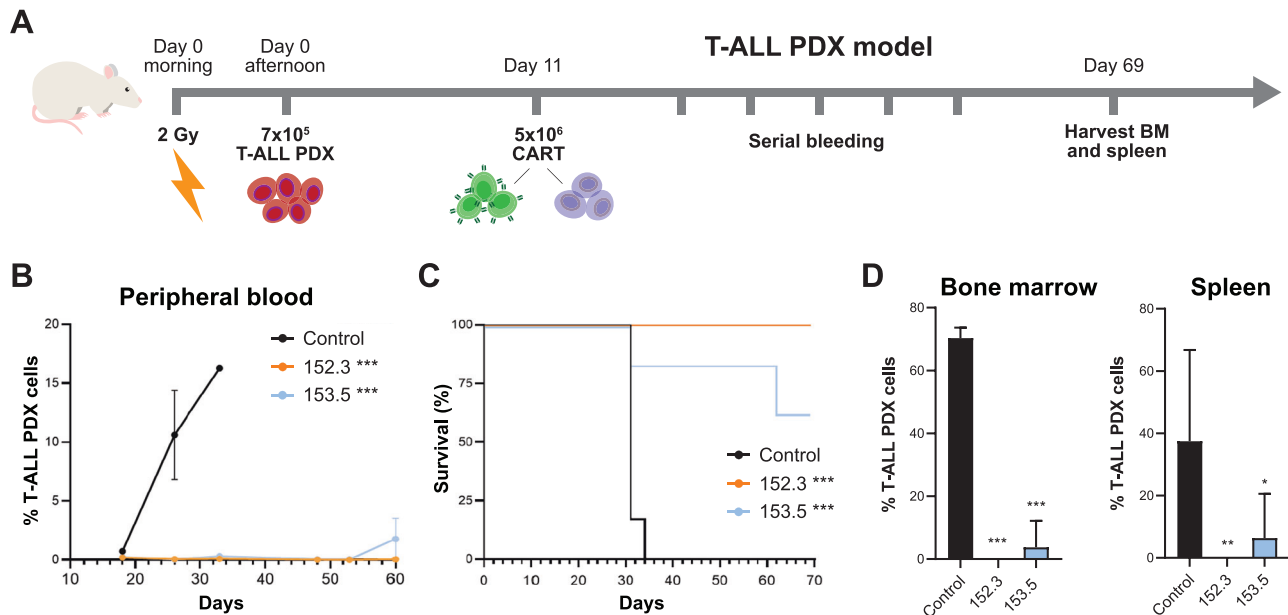 A
T-ALL PDX model
Day 0
morning
Day 0
afternoon
Day 11
Day 69
2 Gy
7x10⁵
T-ALL PDX
5x10⁶
CART
Serial bleeding
Harvest BM
and spleen
B
Peripheral blood
% T-ALL PDX cells
20
15
10
5
0
10
20
30
40
50
60
Days
Control
152.3 ***
153.5 ***
C
Survival (%)
100
75
50
25
0
0
10
20
30
40
50
60
70
Days
Control
152.3 ***
153.5 ***
D
Bone marrow
% T-ALL PDX cells
80
60
40
20
0
***
***
Control
152.3
153.5
Spleen
% T-ALL PDX cells
80
60
40
20
0
**
*
Control
152.3
153.5